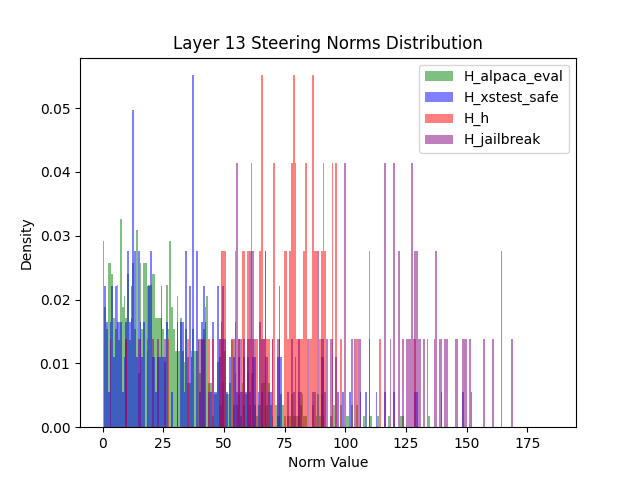 Layer 13 Steering Norms Distribution
H_alpaca_eval
H_xstest_safe
H_h
H_jailbreak
Density
0.05
0.04
0.03
0.02
0.01
0.00
0 25 50 75 100 125 150 175
Norm Value